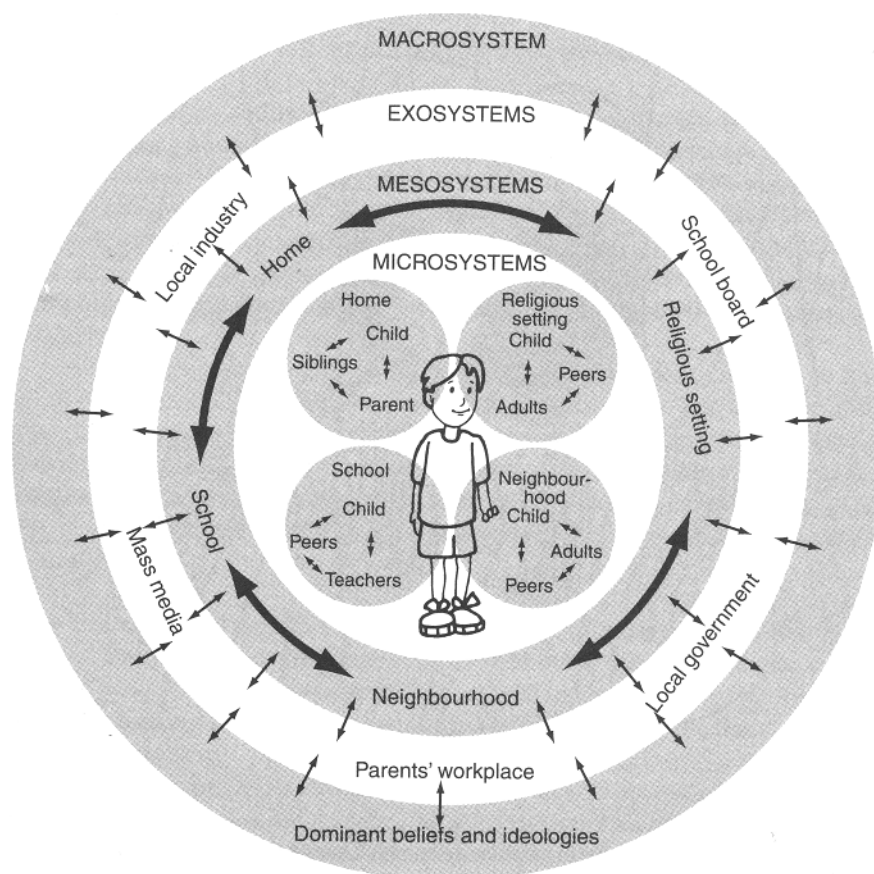 MACROSYSTEM
EXOSYSTEMS
MESOSYSTEMS
MICROSYSTEMS
Local industry
Home
School board
Religious setting
Home
Child
Siblings
Parent
Religious
setting
Child
Peers
Adults
School
Child
Peers
Teachers
Neighbour-
hood
Child
Adults
Peers
School
Mass media
Local government
Neighbourhood
Parents' workplace
Dominant beliefs and ideologies